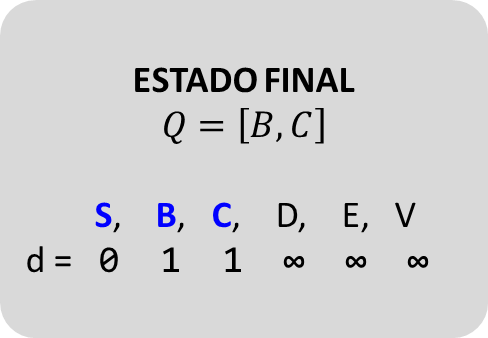 ESTADO FINAL
Q = [B, C]
S, B, C, D, E, V
d = 0 1 1 ∞ ∞ ∞